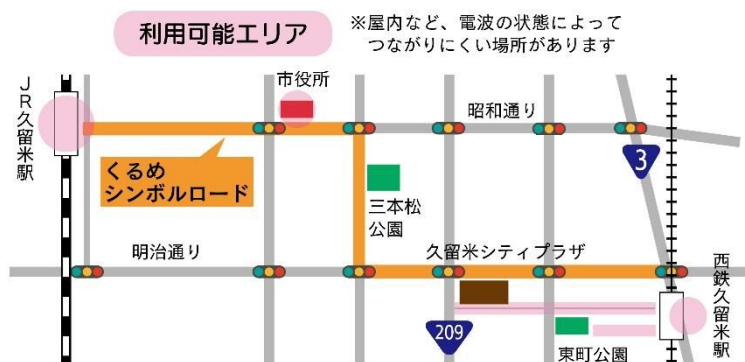 利用可能エリア
※屋内など、電波の状態によって
つながりにくい場所があります
市役所
昭和通り
JR久留米駅
3
くるめ
シンボルロード
三本松
公園
明治通り
久留米シティプラザ
西鉄久留米駅
209
東町公園